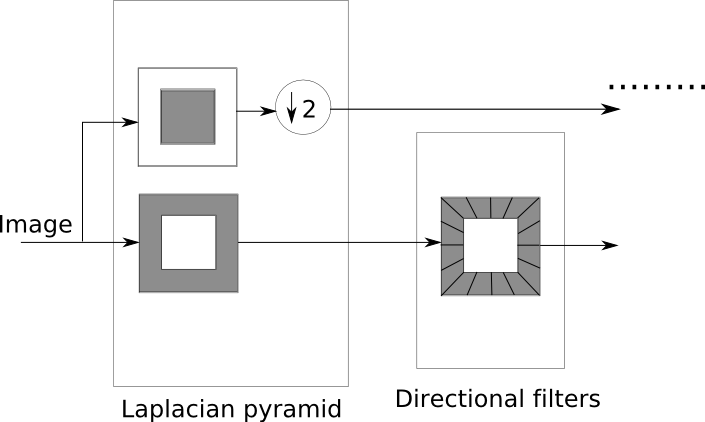 2
Image
Laplacian pyramid
Directional filters